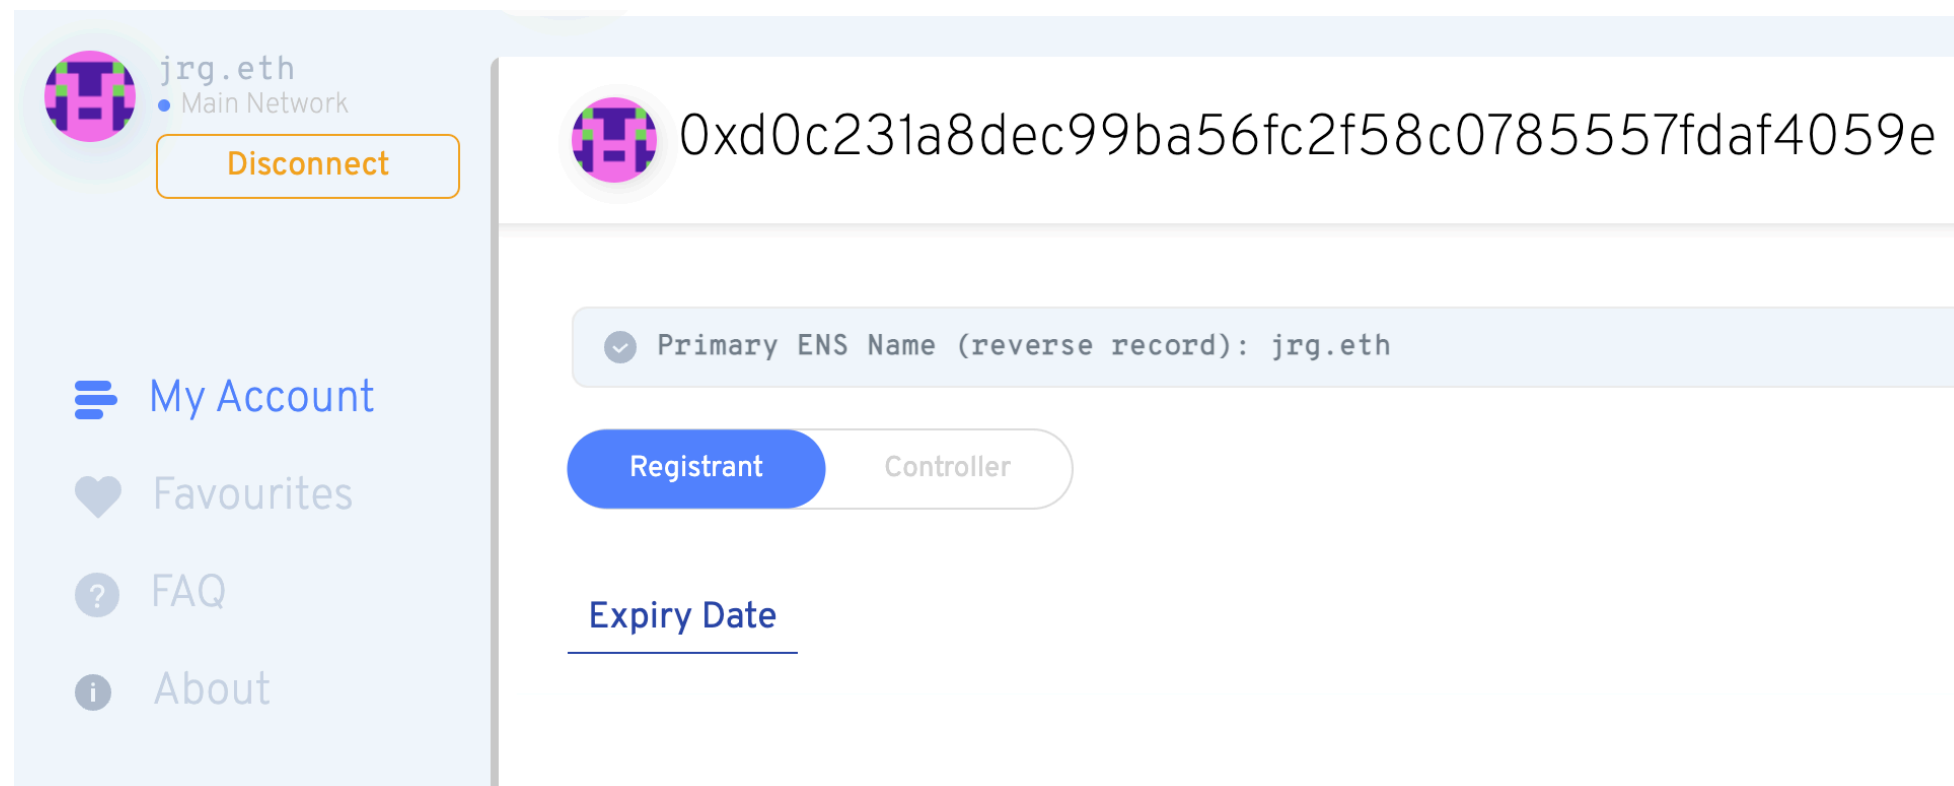 jrg.eth
Main Network
Disconnect
My Account
Favourites
FAQ
About
0xd0c231a8dec99ba56fc2f58c0785557fdaf4059e
Primary ENS Name (reverse record): jrg.eth
Registrant
Controller
Expiry Date